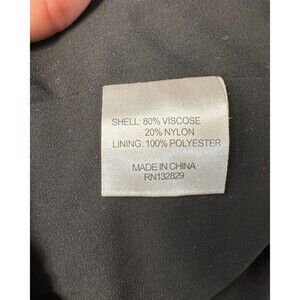 SHELL: 80% VISCOSE
20% NYLON
LINING: 100% POLYESTER
MADE IN CHINA
RN132829